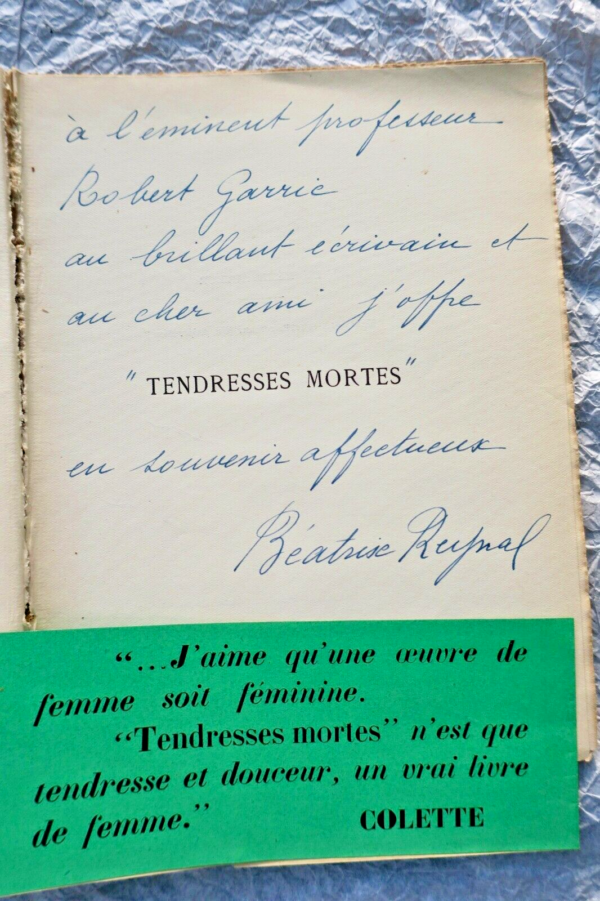 à l'éminent professeur
Robert Garric
au brillant écrivain et
au cher ami j'offre
"TENDRESSES MORTES"
en souvenir affectueux
Béatrix Reynal
“...J'aime qu'une œuvre de
femme soit féminine.
“Tendresses mortes” n'est que
tendresse et douceur, un vrai livre
de femme.”
COLETTE